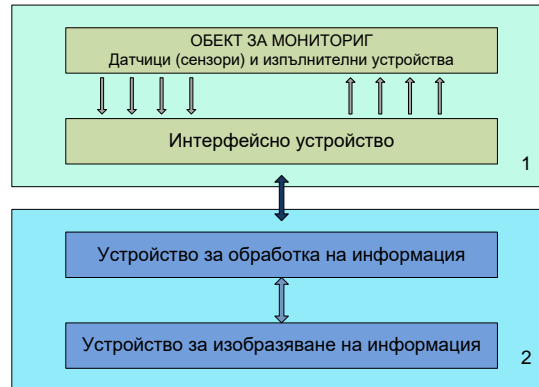 ОБЕКТ ЗА МОНИТОРИГ
Датчици (сензори) и изпълнителни устройства
Интерфейсно устройство
1
Устройство за обработка на информация
Устройство за изобразяване на информация
2